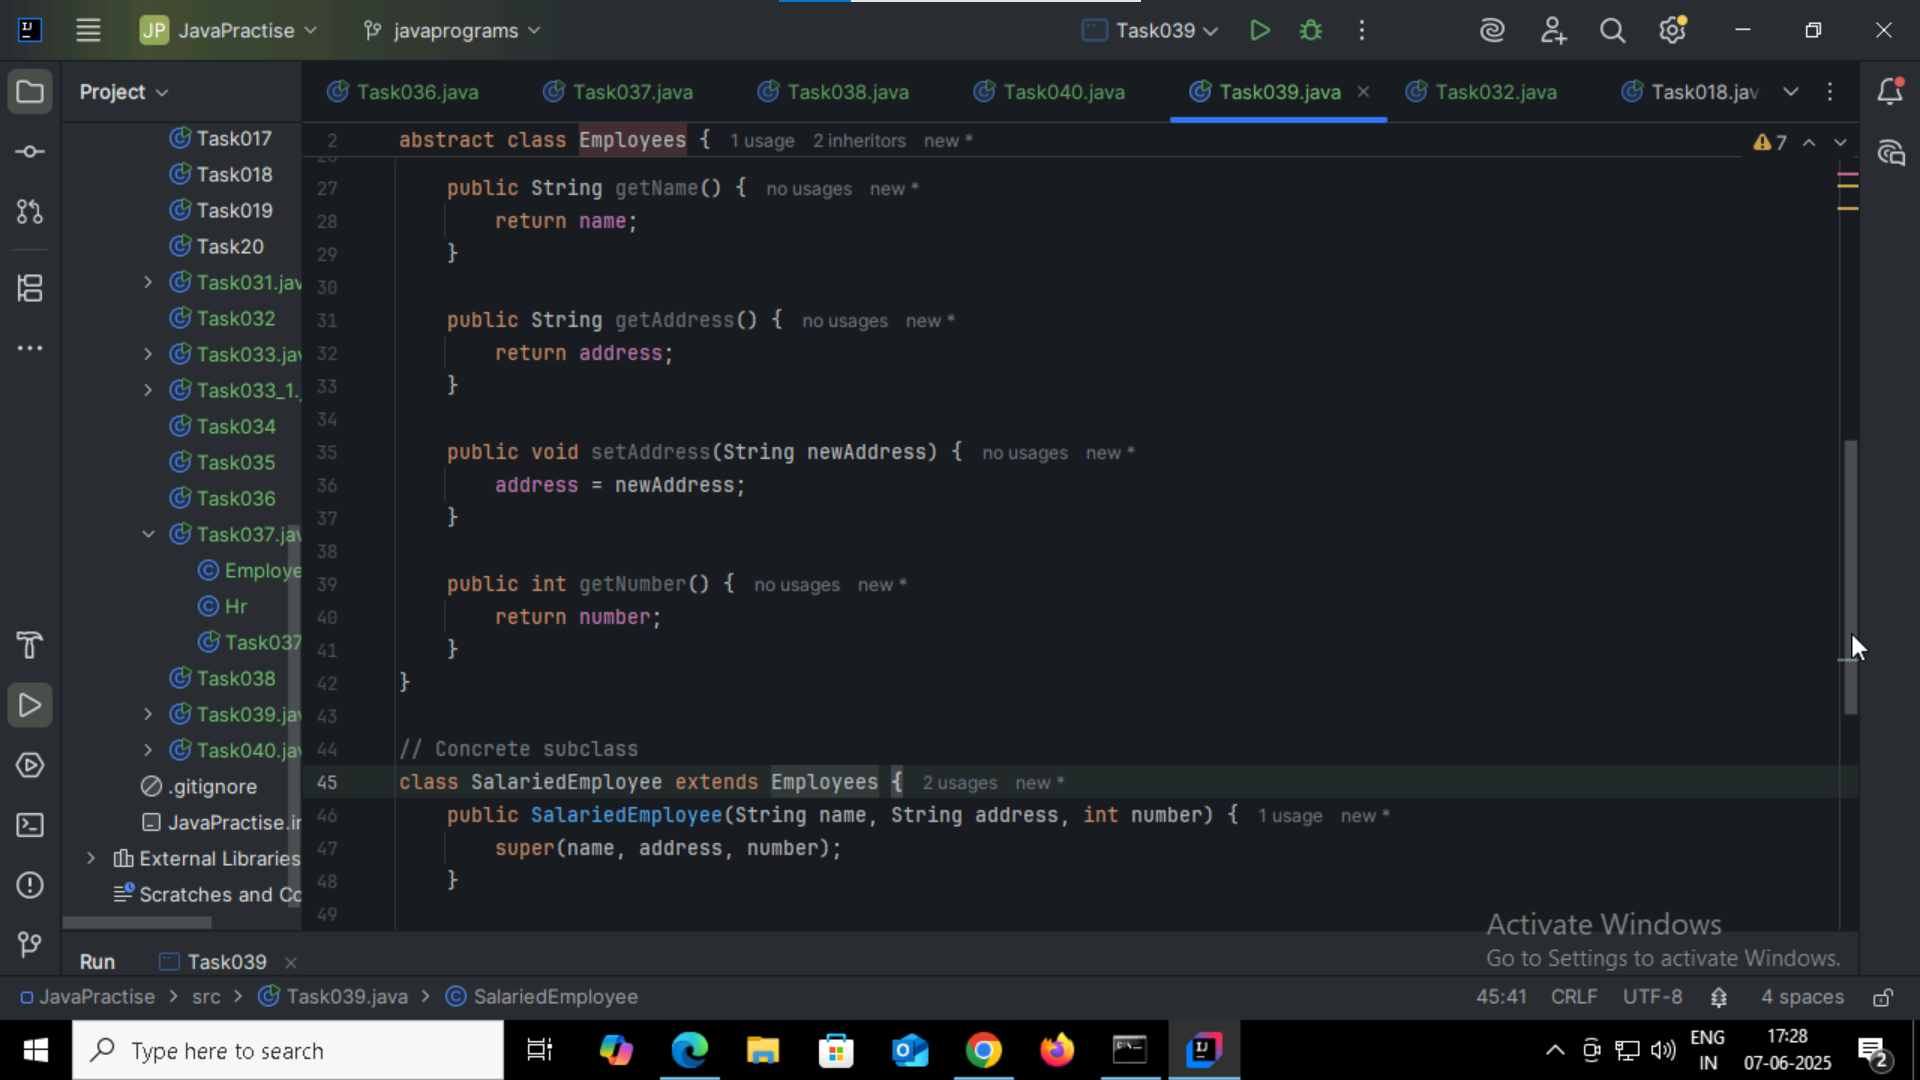 JP JavaPractise javaprograms Task039
Project
Task036.java Task037.java Task038.java Task040.java Task039.java Task032.java Task018.jav
Task017
Task018
Task019
Task20
Task031.jav
Task032
Task033.jav
Task033_1.
Task034
Task035
Task036
Task037.jav
Employe
Hr
Task037
Task038
Task039.jav
Task040.jav
.gitignore
JavaPractise.in
External Libraries
Scratches and Co
2 abstract class Employees { 1 usage 2 inheritors new * 7
27 public String getName() { no usages new *
28 return name;
29 }
30
31 public String getAddress() { no usages new *
32 return address;
33 }
34
35 public void setAddress(String newAddress) { no usages new *
36 address = newAddress;
37 }
38
39 public int getNumber() { no usages new *
40 return number;
41 }
42 }
43
44 // Concrete subclass
45 class SalariedEmployee extends Employees { 2 usages new *
46 public SalariedEmployee(String name, String address, int number) { 1 usage new *
47 super(name, address, number);
48 }
49
Activate Windows
Go to Settings to activate Windows.
Run Task039
JavaPractise > src > Task039.java > SalariedEmployee 45:41 CRLF UTF-8 4 spaces
Type here to search
ENG
IN
17:28
07-06-2025
2